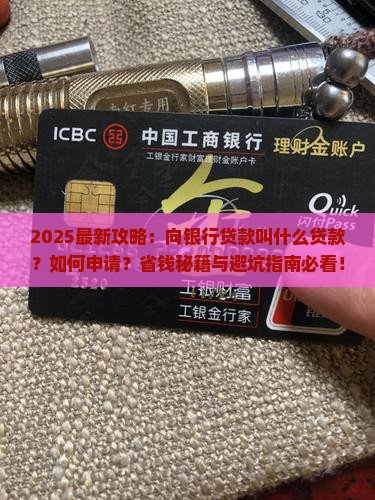 专用
ICBC 中国工商银行 理财金账户
工银行家财富理财金账户卡
Quick
闪付Pass
2025最新攻略：向银行贷款叫什么贷款
？如何申请？省钱秘籍与避坑指南必看！
工银财富
工银金行家